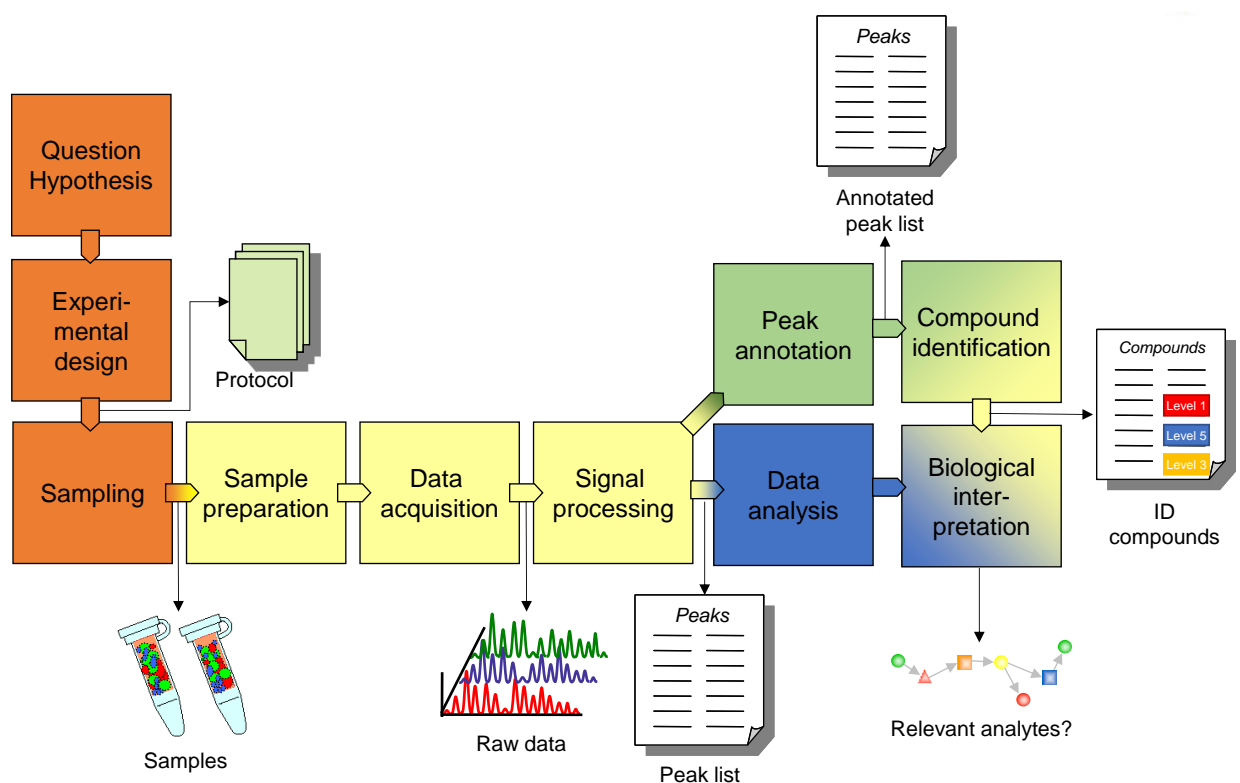 Peaks
Annotated
peak list
Question
Hypothesis
Experi-
mental
design
Protocol
Peak
annotation
Compound
identification
Compounds
Level 1
Level 5
Level 3
ID
compounds
Sampling
Sample
preparation
Data
acquisition
Signal
processing
Data
analysis
Biological
inter-
pretation
Samples
Raw data
Peaks
Peak list
Relevant analytes?